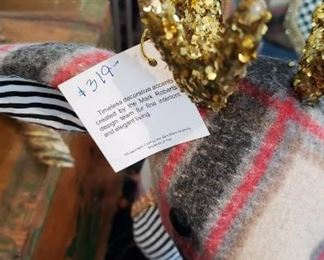 $319-
Timeless decorative accents
created by the Mark Roberts
design team for fine interiors
and elegant living.